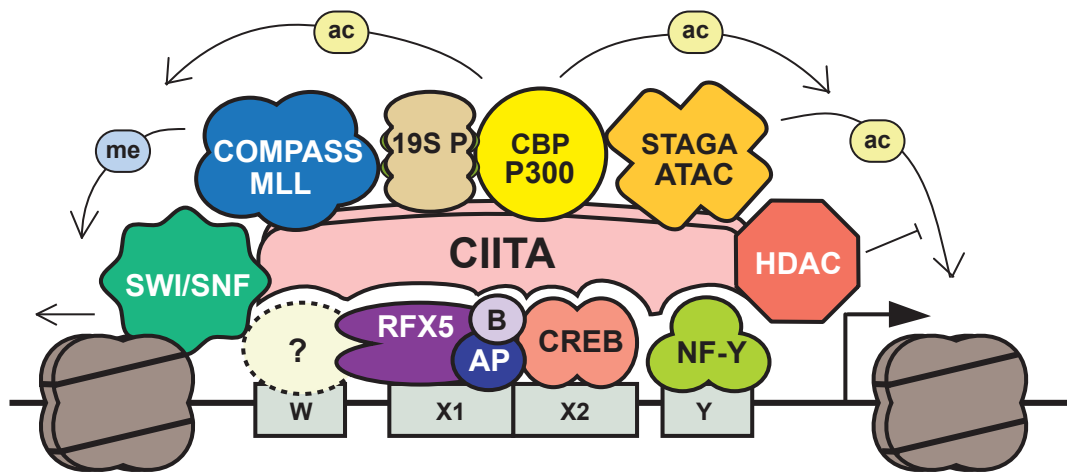 ac
ac
me
COMPASS
MLL
19S P
CBP
P300
STAGA
ATAC
ac
SWI/SNF
CIITA
HDAC
?
RFX5
B
AP
CREB
NF-Y
W
X1
X2
Y